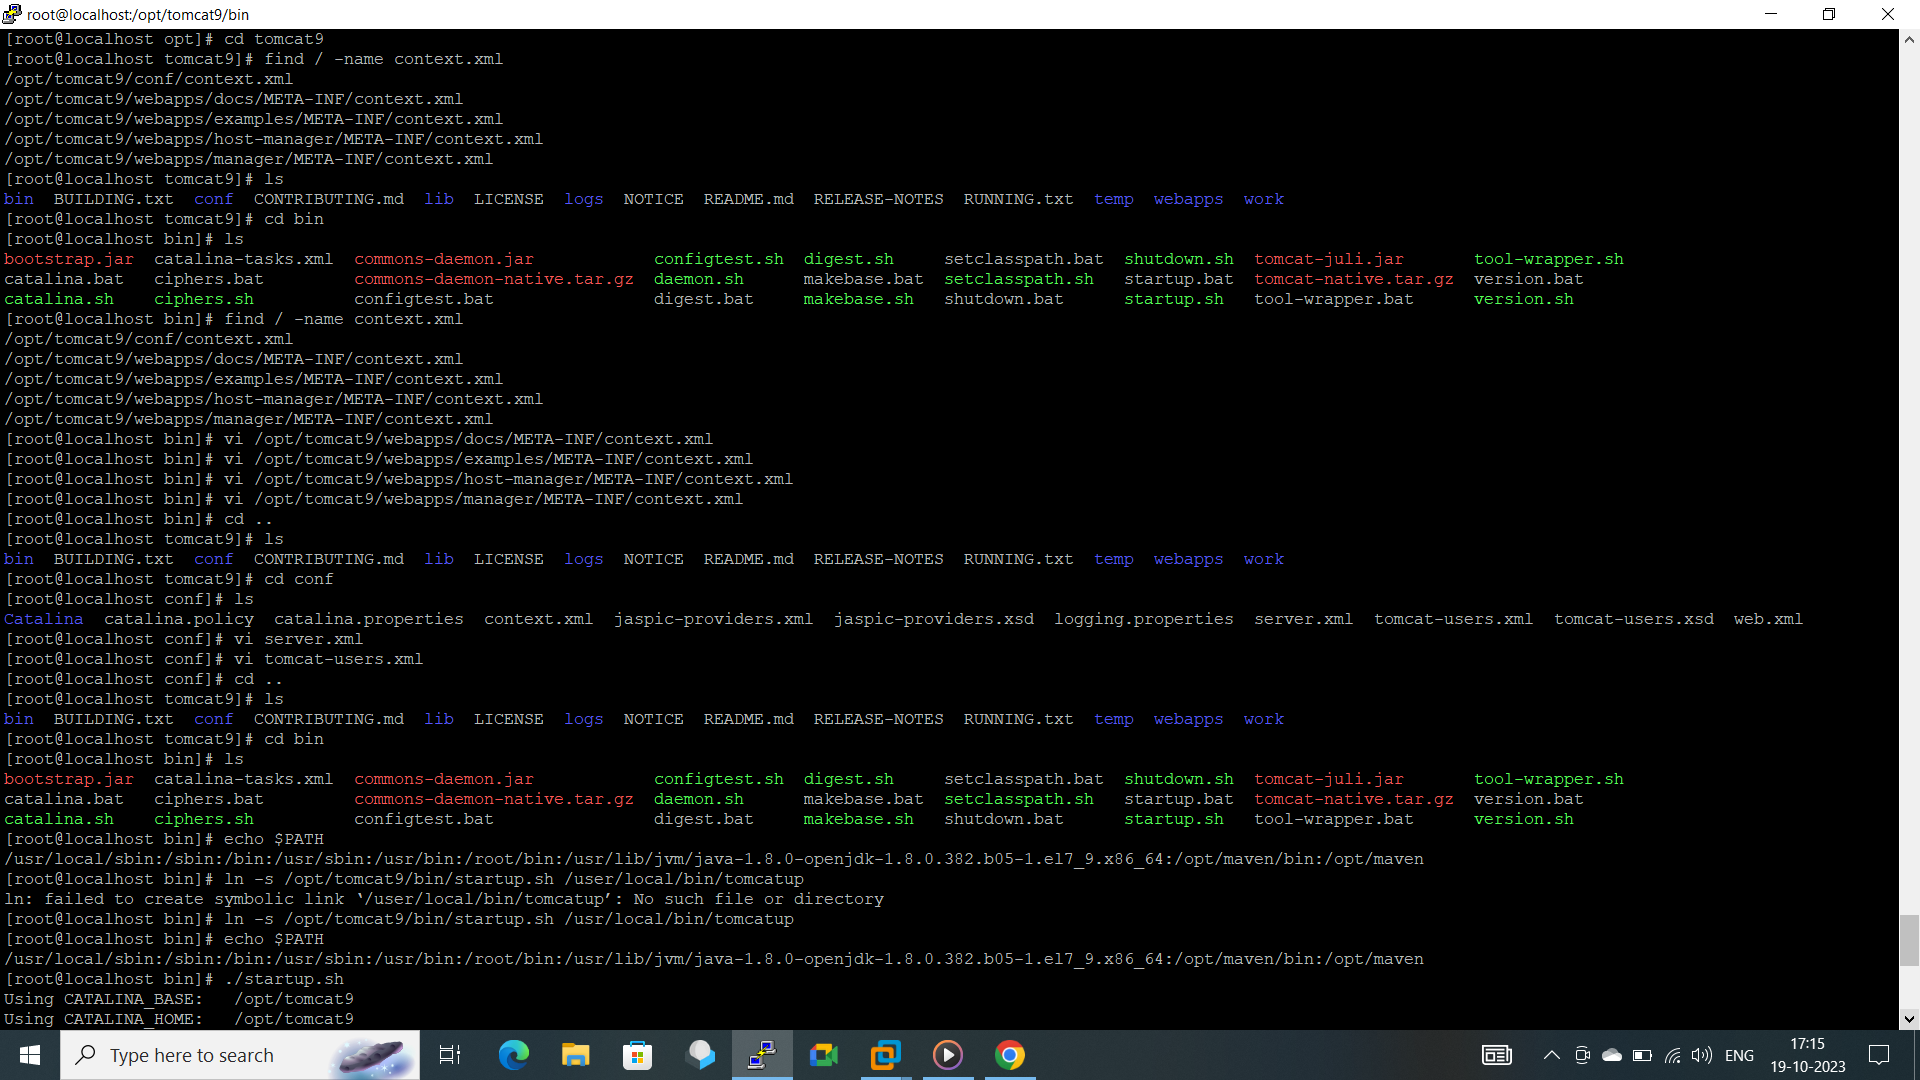 root@localhost:/opt/tomcat9/bin
[root@localhost opt]# cd tomcat9
[root@localhost tomcat9]# find / -name context.xml
/opt/tomcat9/conf/context.xml
/opt/tomcat9/webapps/docs/META-INF/context.xml
/opt/tomcat9/webapps/examples/META-INF/context.xml
/opt/tomcat9/webapps/host-manager/META-INF/context.xml
/opt/tomcat9/webapps/manager/META-INF/context.xml
[root@localhost tomcat9]# ls
bin  BUILDING.txt  conf  CONTRIBUTING.md  lib  LICENSE  logs  NOTICE  README.md  RELEASE-NOTES  RUNNING.txt  temp  webapps  work
[root@localhost tomcat9]# cd bin
[root@localhost bin]# ls
bootstrap.jar  catalina-tasks.xml  commons-daemon.jar            configtest.sh  digest.sh     setclasspath.bat  shutdown.sh  tomcat-juli.jar       tool-wrapper.sh
catalina.bat   ciphers.bat         commons-daemon-native.tar.gz  daemon.sh      makebase.bat  setclasspath.sh   startup.bat  tomcat-native.tar.gz  version.bat
catalina.sh    ciphers.sh          configtest.bat                digest.bat     makebase.sh   shutdown.bat      startup.sh   tool-wrapper.bat      version.sh
[root@localhost bin]# find / -name context.xml
/opt/tomcat9/conf/context.xml
/opt/tomcat9/webapps/docs/META-INF/context.xml
/opt/tomcat9/webapps/examples/META-INF/context.xml
/opt/tomcat9/webapps/host-manager/META-INF/context.xml
/opt/tomcat9/webapps/manager/META-INF/context.xml
[root@localhost bin]# vi /opt/tomcat9/webapps/docs/META-INF/context.xml
[root@localhost bin]# vi /opt/tomcat9/webapps/examples/META-INF/context.xml
[root@localhost bin]# vi /opt/tomcat9/webapps/host-manager/META-INF/context.xml
[root@localhost bin]# vi /opt/tomcat9/webapps/manager/META-INF/context.xml
[root@localhost bin]# cd ..
[root@localhost tomcat9]# ls
bin  BUILDING.txt  conf  CONTRIBUTING.md  lib  LICENSE  logs  NOTICE  README.md  RELEASE-NOTES  RUNNING.txt  temp  webapps  work
[root@localhost tomcat9]# cd conf
[root@localhost conf]# ls
Catalina  catalina.policy  catalina.properties  context.xml  jaspic-providers.xml  jaspic-providers.xsd  logging.properties  server.xml  tomcat-users.xml  tomcat-users.xsd  web.xml
[root@localhost conf]# vi server.xml
[root@localhost conf]# vi tomcat-users.xml
[root@localhost conf]# cd ..
[root@localhost tomcat9]# ls
bin  BUILDING.txt  conf  CONTRIBUTING.md  lib  LICENSE  logs  NOTICE  README.md  RELEASE-NOTES  RUNNING.txt  temp  webapps  work
[root@localhost tomcat9]# cd bin
[root@localhost bin]# ls
bootstrap.jar  catalina-tasks.xml  commons-daemon.jar            configtest.sh  digest.sh     setclasspath.bat  shutdown.sh  tomcat-juli.jar       tool-wrapper.sh
catalina.bat   ciphers.bat         commons-daemon-native.tar.gz  daemon.sh      makebase.bat  setclasspath.sh   startup.bat  tomcat-native.tar.gz  version.bat
catalina.sh    ciphers.sh          configtest.bat                digest.bat     makebase.sh   shutdown.bat      startup.sh   tool-wrapper.bat      version.sh
[root@localhost bin]# echo $PATH
/usr/local/sbin:/sbin:/bin:/usr/sbin:/usr/bin:/root/bin:/usr/lib/jvm/java-1.8.0-openjdk-1.8.0.382.b05-1.el7_9.x86_64:/opt/maven/bin:/opt/maven
[root@localhost bin]# ln -s /opt/tomcat9/bin/startup.sh /user/local/bin/tomcatup
ln: failed to create symbolic link ‘/user/local/bin/tomcatup’: No such file or directory
[root@localhost bin]# ln -s /opt/tomcat9/bin/startup.sh /usr/local/bin/tomcatup
[root@localhost bin]# echo $PATH
/usr/local/sbin:/sbin:/bin:/usr/sbin:/usr/bin:/root/bin:/usr/lib/jvm/java-1.8.0-openjdk-1.8.0.382.b05-1.el7_9.x86_64:/opt/maven/bin:/opt/maven
[root@localhost bin]# ./startup.sh
Using CATALINA_BASE:   /opt/tomcat9
Using CATALINA_HOME:   /opt/tomcat9
Type here to search
ENG
17:15
19-10-2023